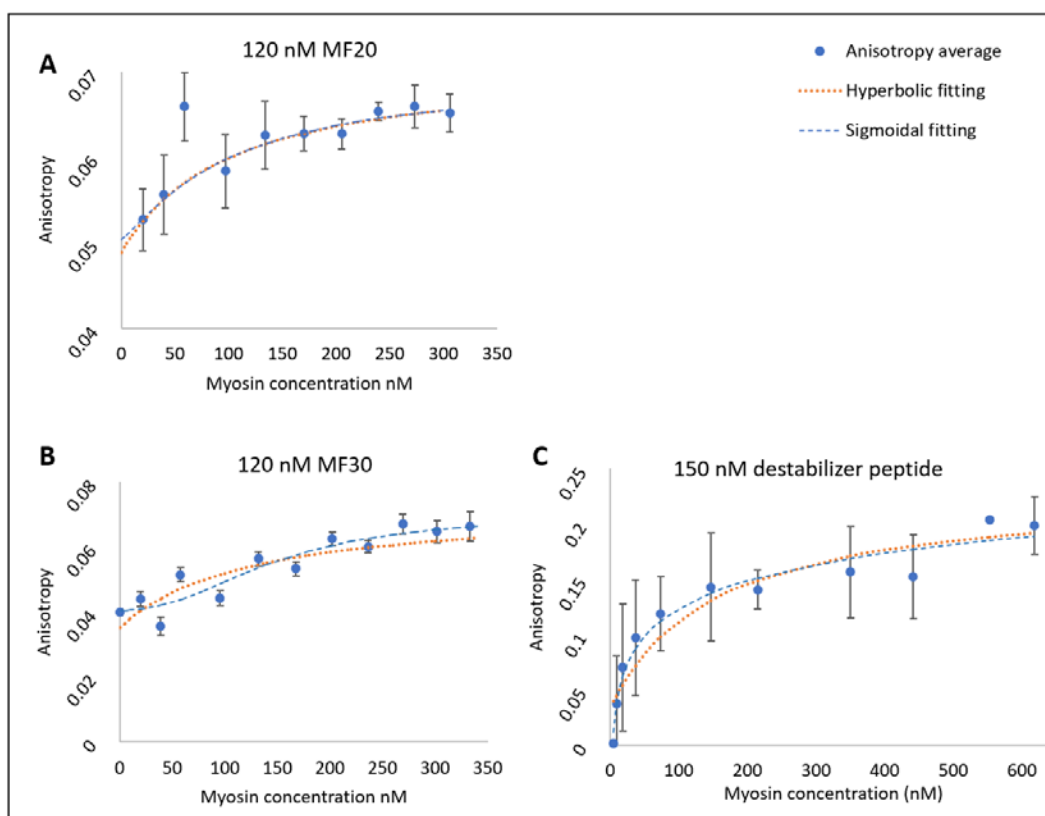 A
120 nM MF20
Anisotropy average
Hyperbolic fitting
Sigmoidal fitting
Anisotropy
0.07
0.06
0.05
0.04
0 50 100 150 200 250 300 350
Myosin concentration nM
B
120 nM MF30
Anisotropy
0.08
0.06
0.04
0.02
0
0 50 100 150 200 250 300 350
Myosin concentration nM
C
150 nM destabilizer peptide
Anisotropy
0.25
0.2
0.15
0.1
0.05
0
0 100 200 300 400 500 600
Myosin concentration (nM)